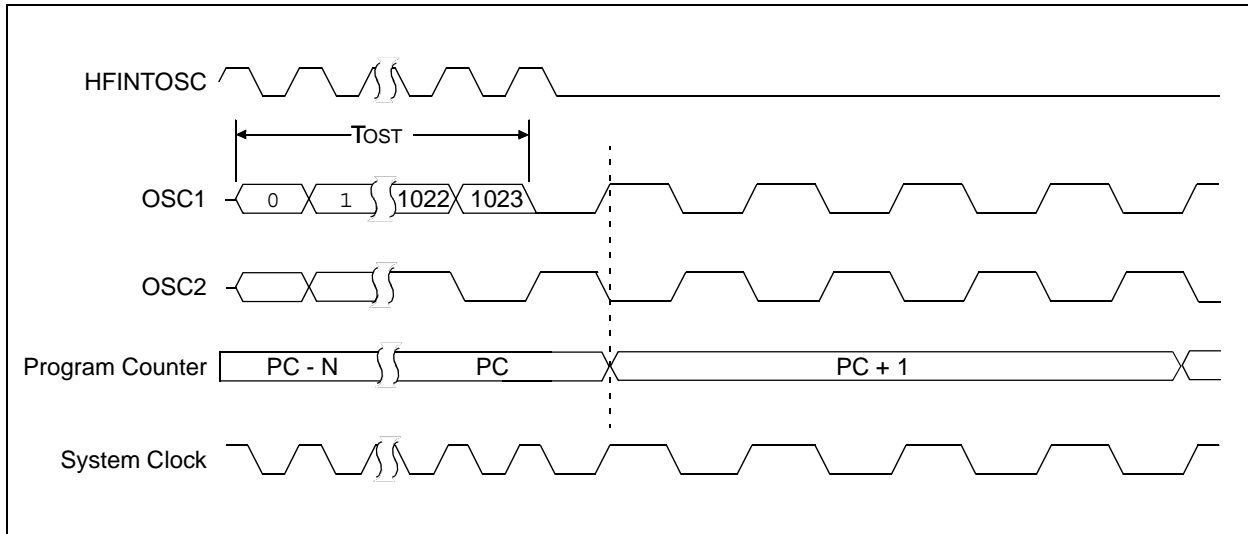 HFINTOSC
TOST
OSC1 0 1 1022 1023
OSC2
Program Counter PC - N PC PC + 1
System Clock